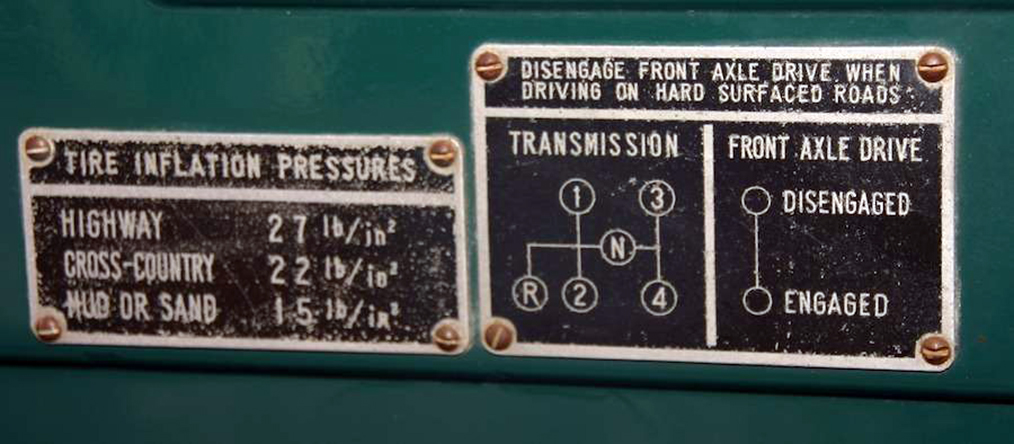 TIRE INFLATION PRESSURES
HIGHWAY 27 lb/in²
CROSS-COUNTRY 22 lb/in²
MUD OR SAND 15 lb/in²
DISENGAGE FRONT AXLE DRIVE WHEN
DRIVING ON HARD SURFACED ROADS
TRANSMISSION
1 3
N
R 2 4
FRONT AXLE DRIVE
DISENGAGED
ENGAGED